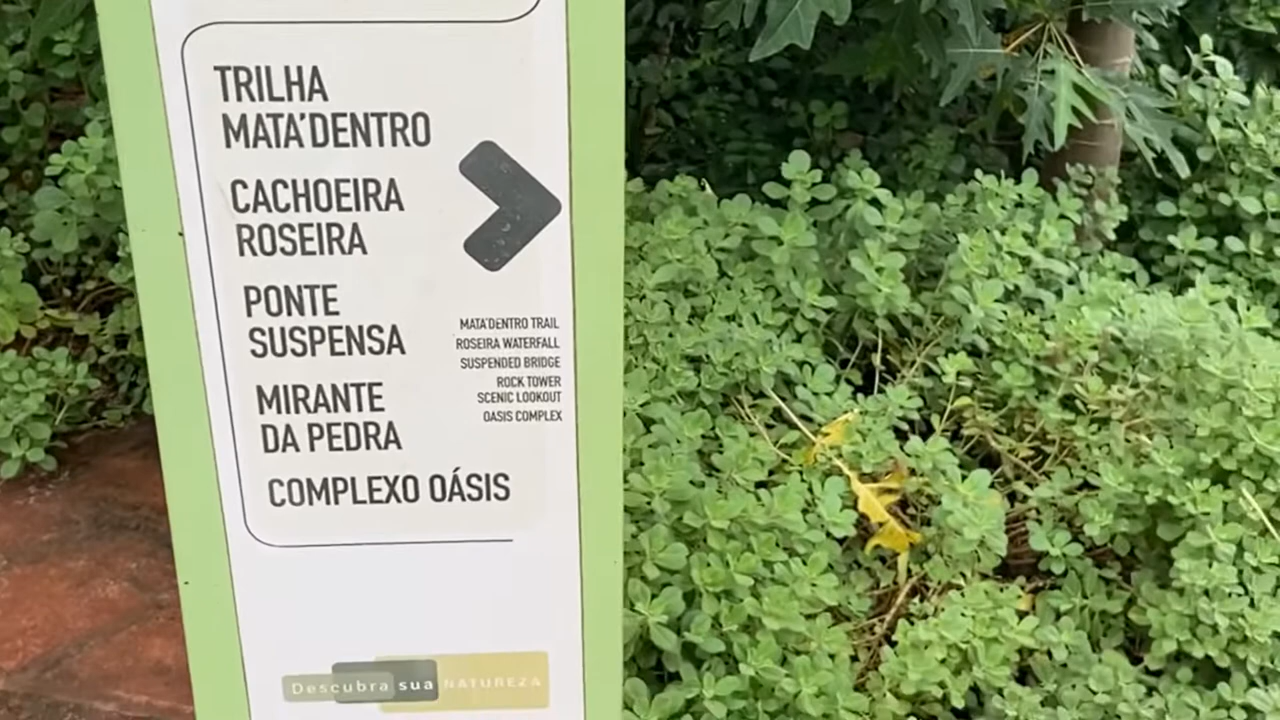 TRILHA
MATA'DENTRO
CACHOEIRA
ROSEIRA
PONTE
SUSPENSA
MIRANTE
DA PEDRA
COMPLEXO OÁSIS
MATA'DENTRO TRAIL
ROSEIRA WATERFALL
SUSPENDED BRIDGE
ROCK TOWER
SCENIC LOOKOUT
OASIS COMPLEX
Descubra sua NATUREZA